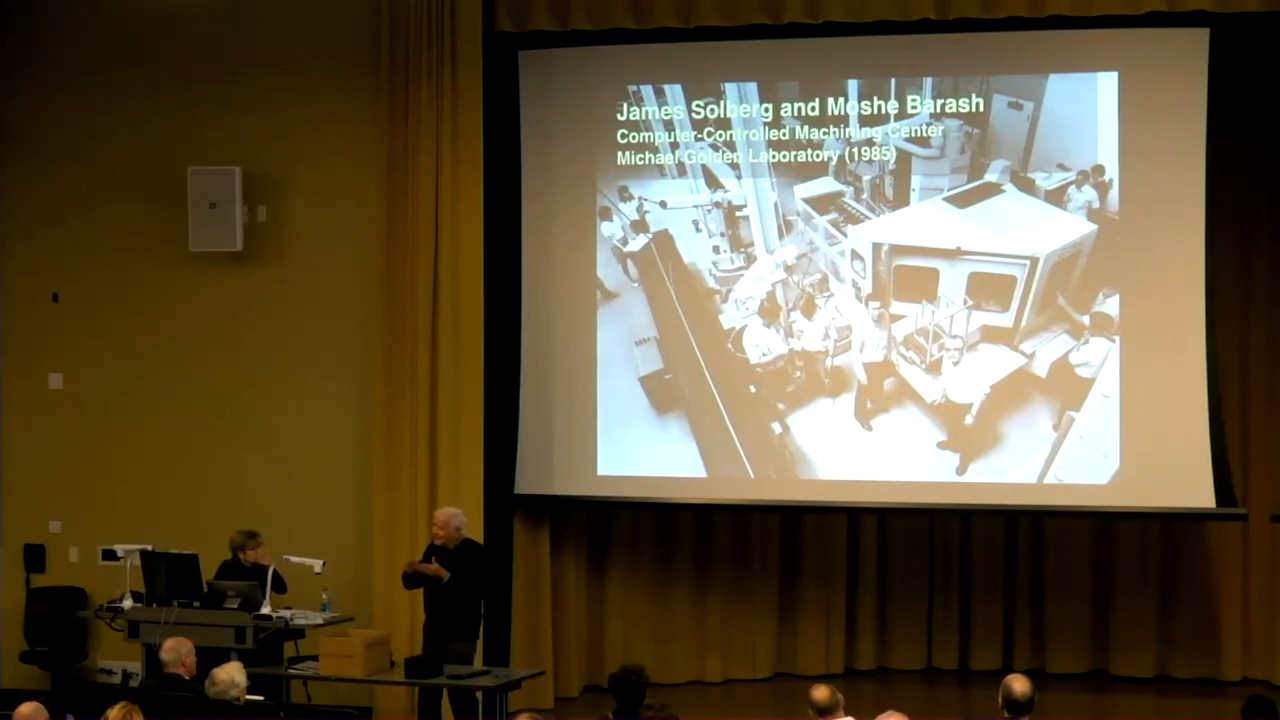 James Solberg and Moshe Barash
Computer-Controlled Machining Center
Michael Golden Laboratory (1985)